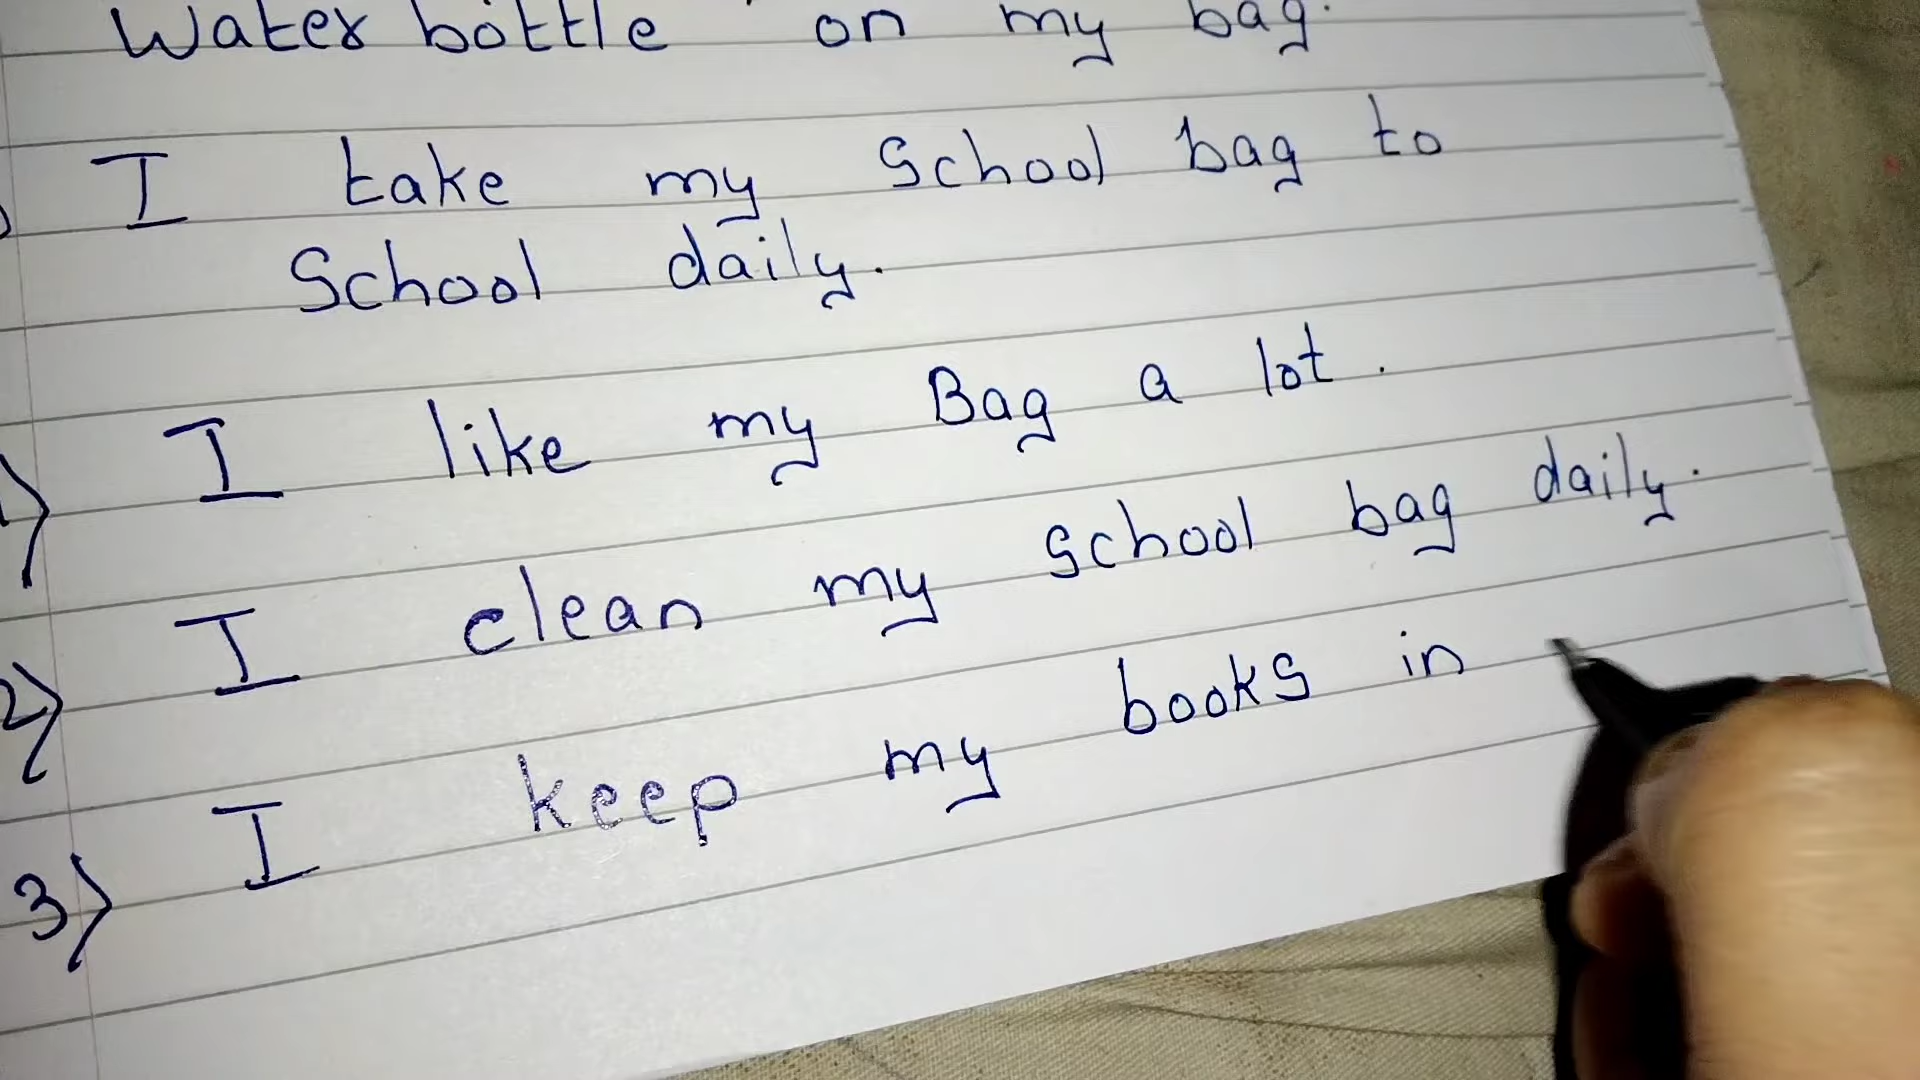 Water bottle on my bag.
I take my School bag to
School daily.
1) I like my Bag a lot.
2) I clean my school bag daily.
3) I keep my books in